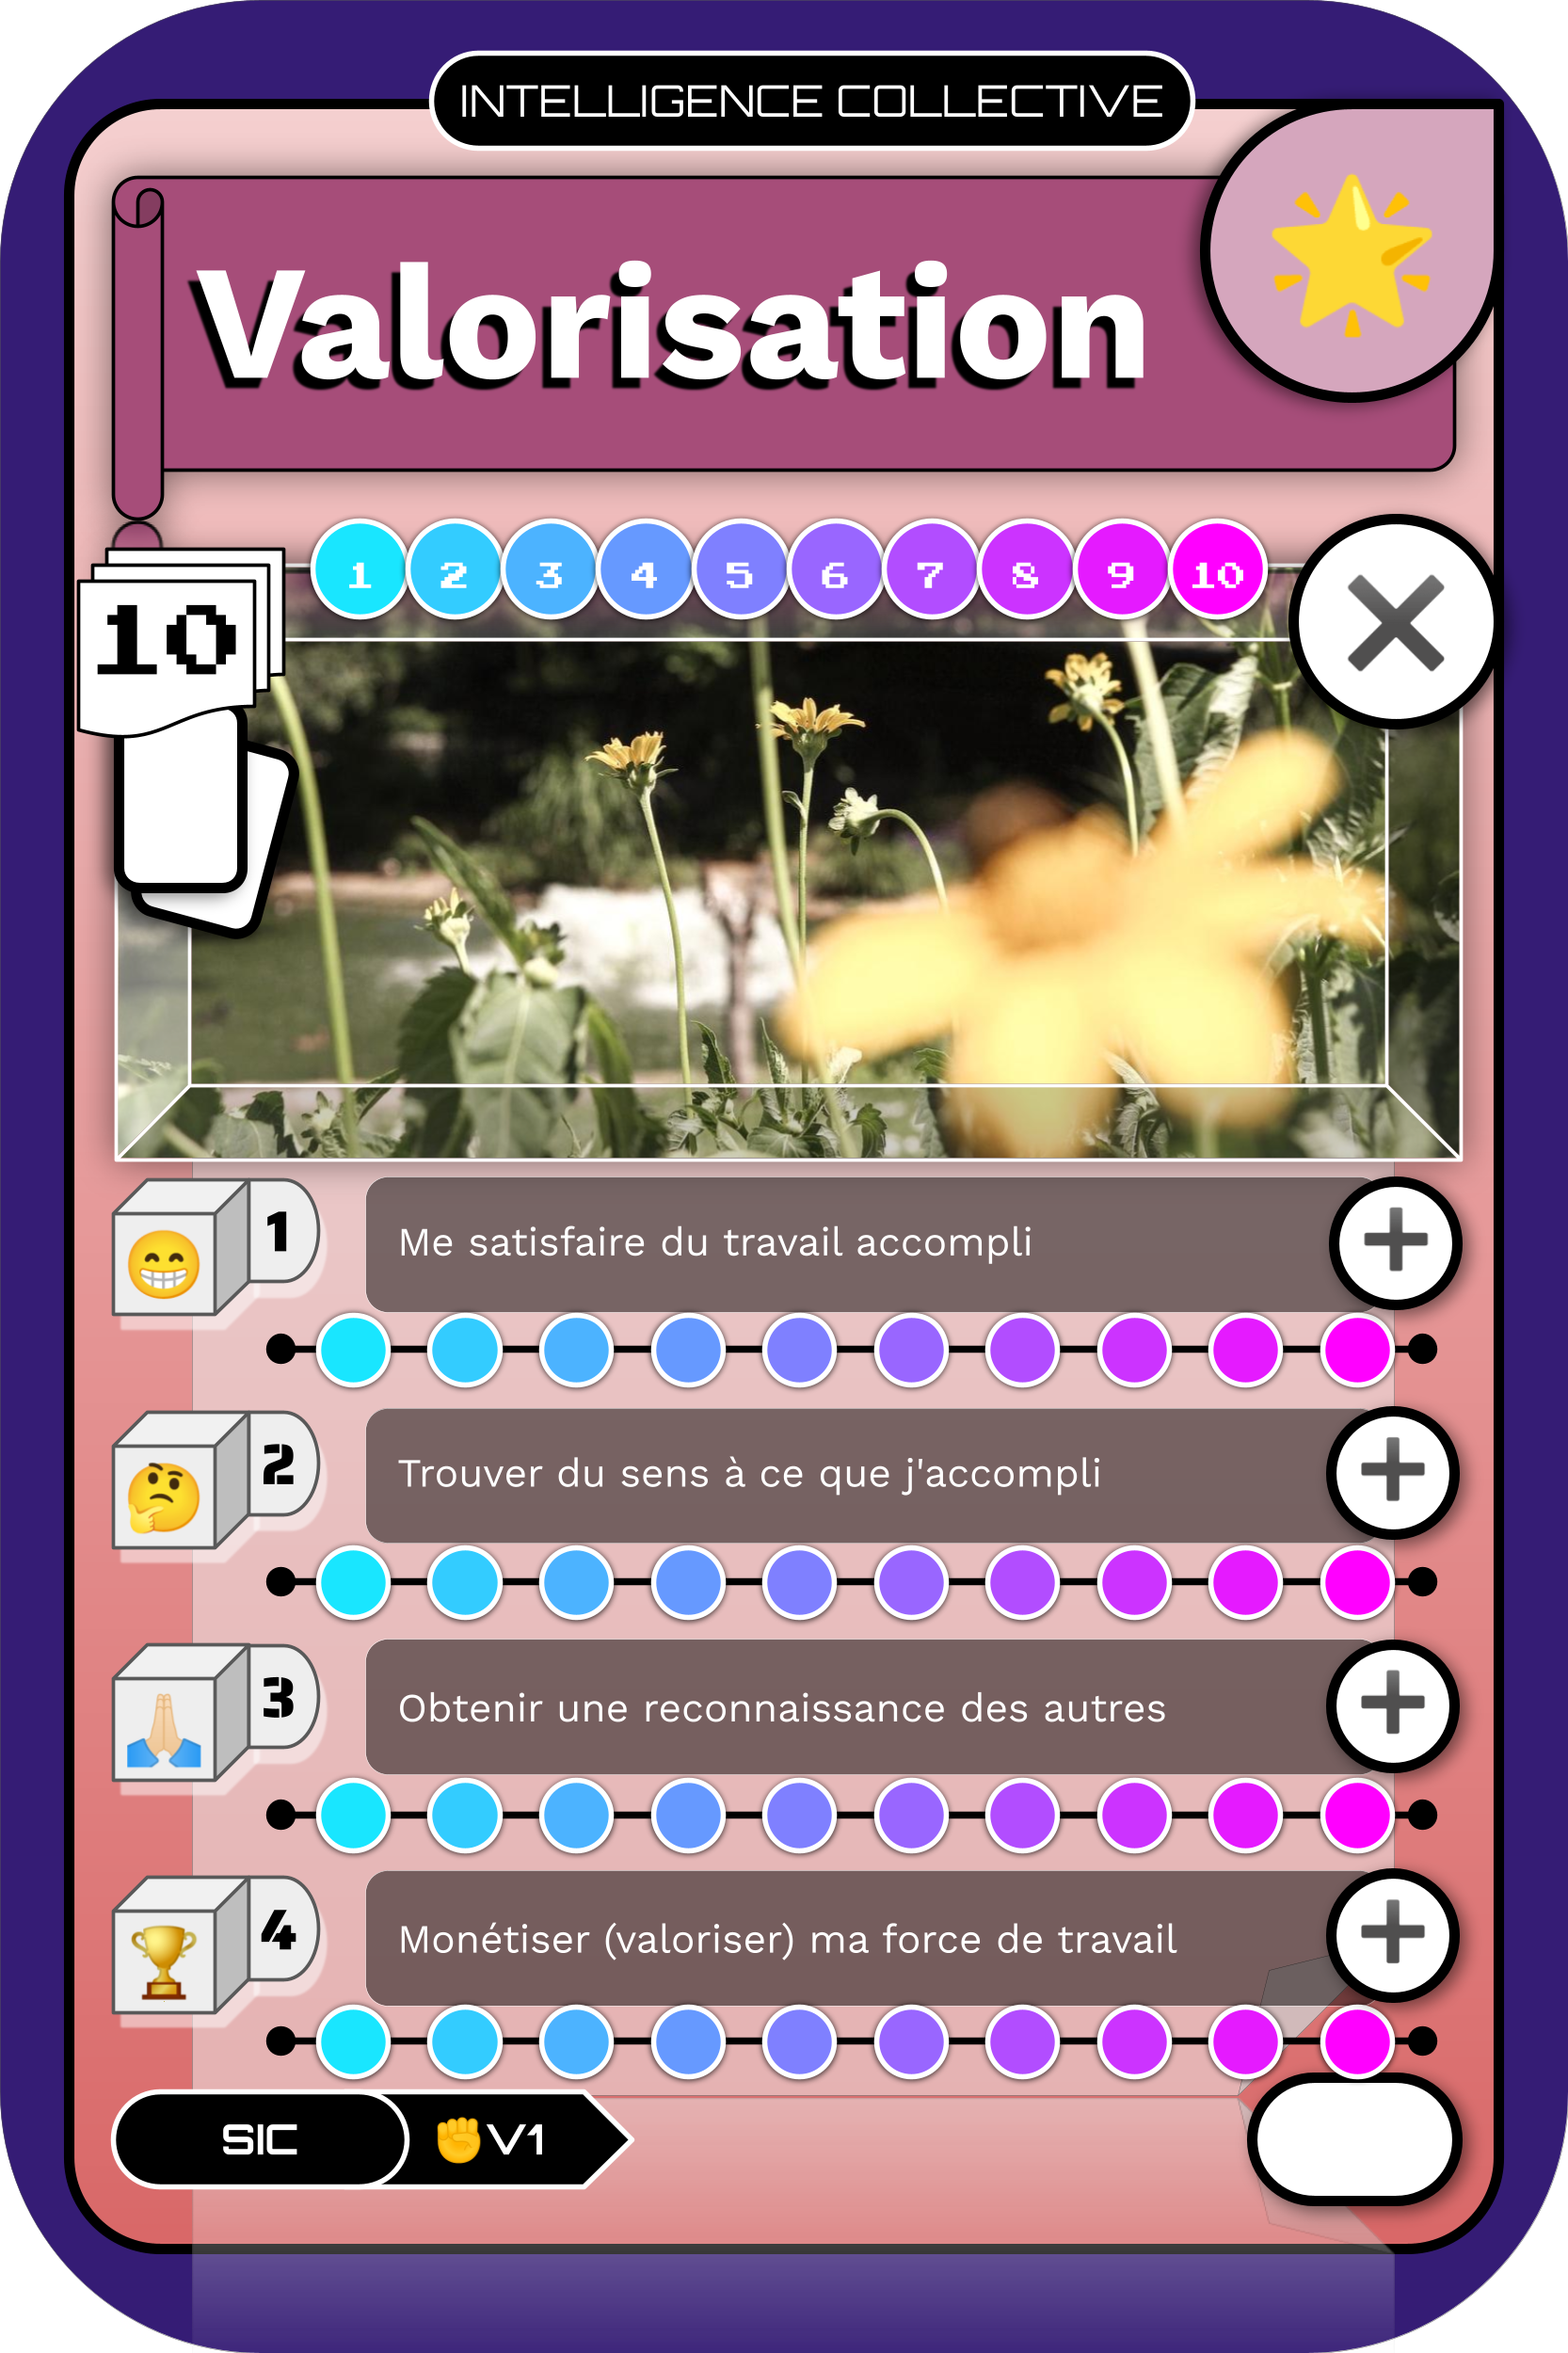 INTELLIGENCE COLLECTIVE
Valorisation
1 2 3 4 5 6 7 8 9 10
10
1
Me satisfaire du travail accompli
2
Trouver du sens à ce que j'accompli
3
Obtenir une reconnaissance des autres
4
Monétiser (valoriser) ma force de travail
SIC
V1